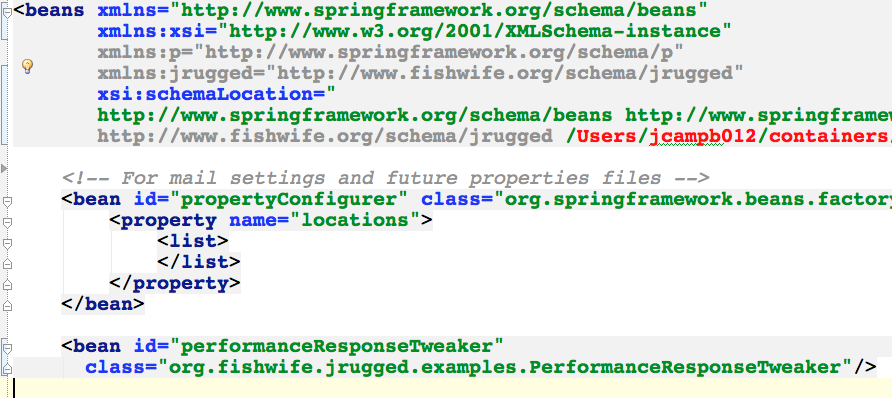 <beans xmlns="http://www.springframework.org/schema/beans"
xmlns:xsi="http://www.w3.org/2001/XMLSchema-instance"
xmlns:p="http://www.springframework.org/schema/p"
xmlns:jrugged="http://www.fishwife.org/schema/jrugged"
xsi:schemaLocation="
http://www.springframework.org/schema/beans http://www.springframew
http://www.fishwife.org/schema/jrugged /Users/jcampb012/containers/
<!-- For mail settings and future properties files -->
<bean id="propertyConfigurer" class="org.springframework.beans.factory
<property name="locations">
<list>
</list>
</property>
</bean>
<bean id="performanceResponseTweaker"
class="org.fishwife.jrugged.examples.PerformanceResponseTweaker"/>